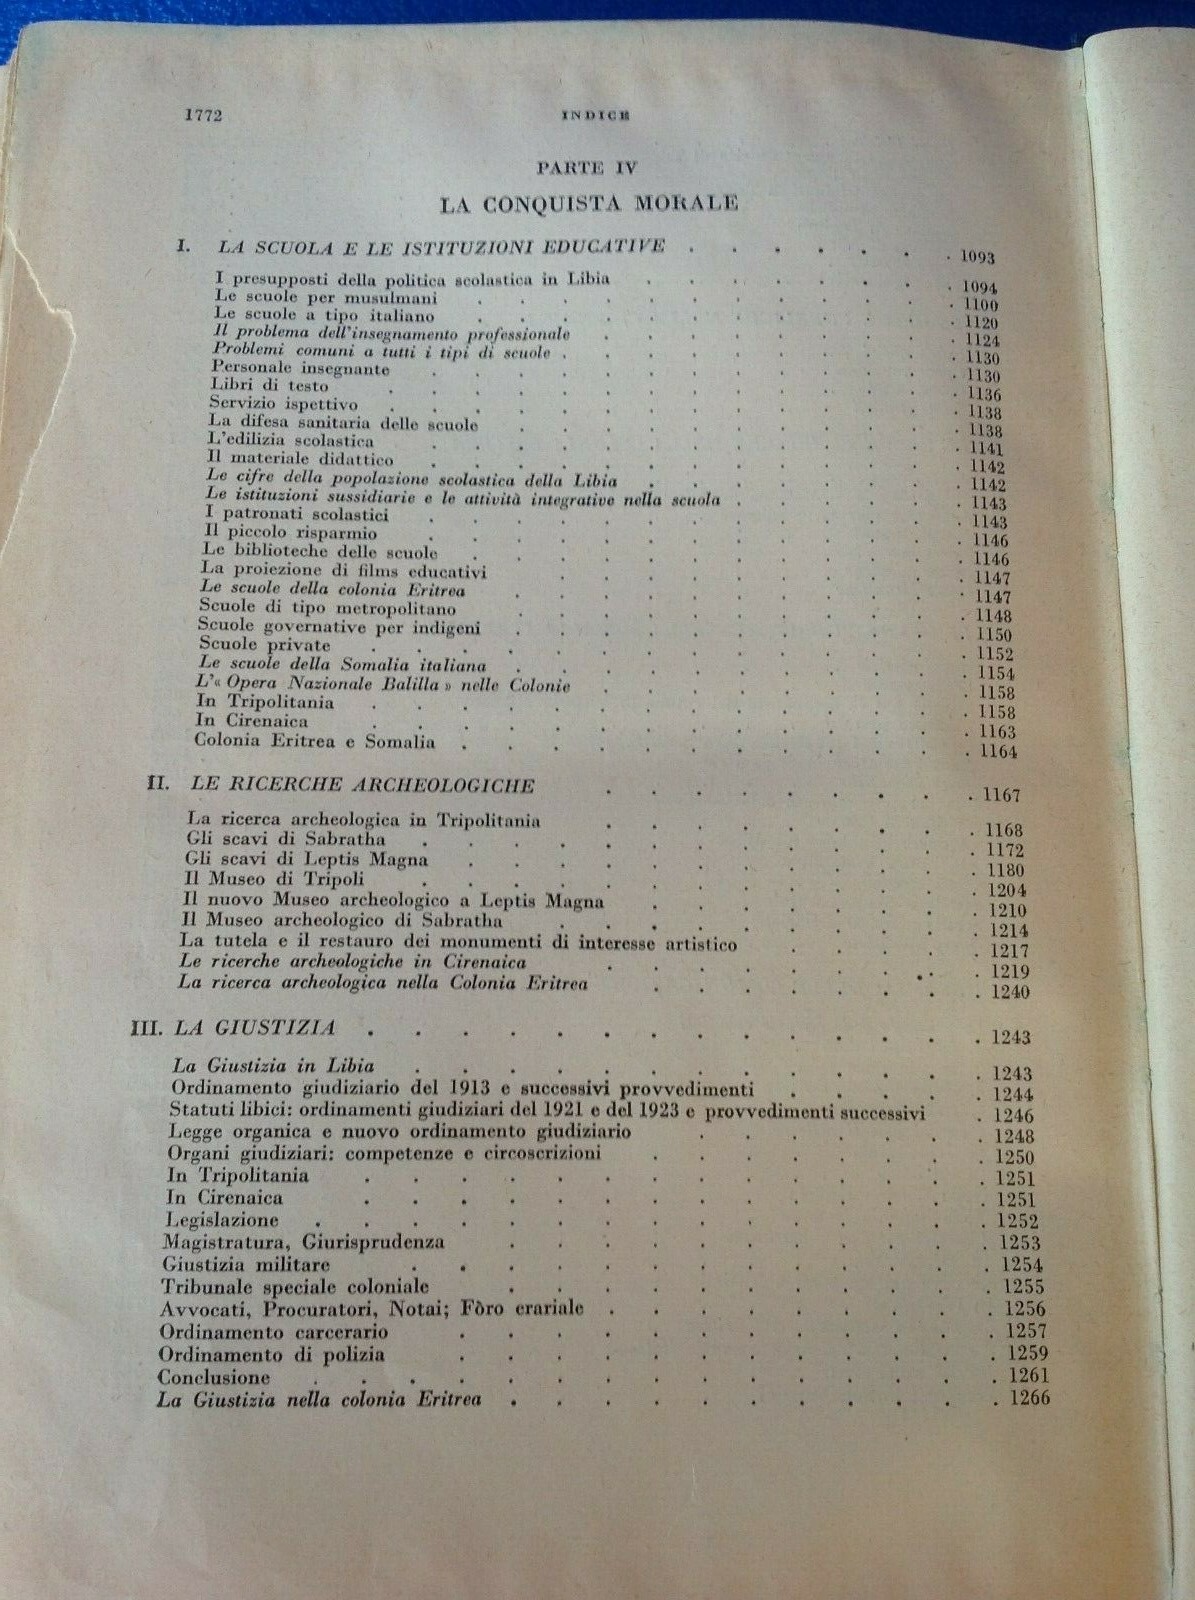 1772 INDICE
PARTE IV
LA CONQUISTA MORALE
I. LA SCUOLA E LE ISTITUZIONI EDUCATIVE . . . . . . . 1093
I presupposti della politica scolastica in Libia . . . . . . . . 1094
Le scuole per musulmani . . . . . . . . . . . 1100
Le scuole a tipo italiano . . . . . . . . . . . 1120
Il problema dell'insegnamento professionale . . . . . . . . . 1124
Problemi comuni a tutti i tipi di scuole . . . . . . . . . . 1130
Personale insegnante . . . . . . . . . . . . 1130
Libri di testo . . . . . . . . . . . . . 1136
Servizio ispettivo . . . . . . . . . . . . . 1138
La difesa sanitaria delle scuole . . . . . . . . . . 1138
L'edilizia scolastica . . . . . . . . . . . . 1141
Il materiale didattico . . . . . . . . . . . . 1142
Le cifre della popolazione scolastica della Libia . . . . . . . . 1142
Le istituzioni sussidiarie e le attività integrative nella scuola . . . . . . 1143
I patronati scolastici . . . . . . . . . . . . 1143
Il piccolo risparmio . . . . . . . . . . . . 1146
Le biblioteche delle scuole . . . . . . . . . . . 1146
La proiezione di films educativi . . . . . . . . . . 1147
Le scuole della colonia Eritrea . . . . . . . . . . 1147
Scuole di tipo metropolitano . . . . . . . . . . 1148
Scuole governative per indigeni . . . . . . . . . . 1150
Scuole private . . . . . . . . . . . . . 1152
Le scuole della Somalia italiana . . . . . . . . . . 1154
L'« Opera Nazionale Balilla » nelle Colonie . . . . . . . . . 1158
In Tripolitania . . . . . . . . . . . . . 1158
In Cirenaica . . . . . . . . . . . . . 1163
Colonia Eritrea e Somalia . . . . . . . . . . . 1164
II. LE RICERCHE ARCHEOLOGICHE . . . . . . . . . 1167
La ricerca archeologica in Tripolitania . . . . . . . . . 1168
Gli scavi di Sabratha . . . . . . . . . . . . 1172
Gli scavi di Leptis Magna . . . . . . . . . . . 1180
Il Museo di Tripoli . . . . . . . . . . . . 1204
Il nuovo Museo archeologico a Leptis Magna . . . . . . . . 1210
Il Museo archeologico di Sabratha . . . . . . . . . . 1214
La tutela e il restauro dei monumenti di interesse artistico . . . . . 1217
Le ricerche archeologiche in Cirenaica . . . . . . . . . 1219
La ricerca archeologica nella Colonia Eritrea . . . . . . . . 1240
III. LA GIUSTIZIA . . . . . . . . . . . . . 1243
La Giustizia in Libia . . . . . . . . . . . . 1243
Ordinamento giudiziario del 1913 e successivi provvedimenti . . . . . 1244
Statuti libici: ordinamenti giudiziari del 1921 e del 1923 e provvedimenti successivi . 1246
Legge organica e nuovo ordinamento giudiziario . . . . . . . 1248
Organi giudiziari: competenze e circoscrizioni . . . . . . . . 1250
In Tripolitania . . . . . . . . . . . . . 1251
In Cirenaica . . . . . . . . . . . . . 1251
Legislazione . . . . . . . . . . . . . . 1252
Magistratura, Giurisprudenza . . . . . . . . . . . 1253
Giustizia militare . . . . . . . . . . . . 1254
Tribunale speciale coloniale . . . . . . . . . . . 1255
Avvocati, Procuratori, Notai; Fòro erariale . . . . . . . . . 1256
Ordinamento carcerario . . . . . . . . . . . 1257
Ordinamento di polizia . . . . . . . . . . . 1259
Conclusione . . . . . . . . . . . . . . 1261
La Giustizia nella colonia Eritrea . . . . . . . . . . . 1266